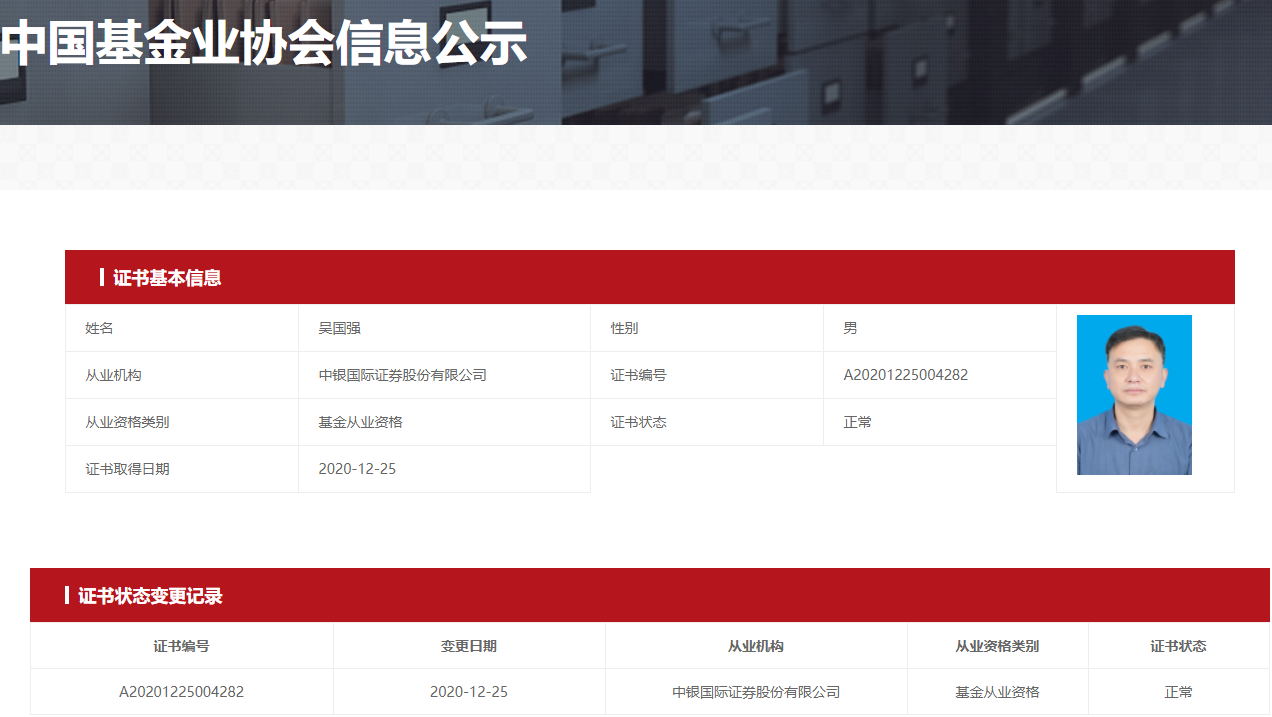 中国基金业协会信息公示
证书基本信息
姓名 吴国强 性别 男
从业机构 中银国际证券股份有限公司 证书编号 A20201225004282
从业资格类别 基金从业资格 证书状态 正常
证书取得日期 2020-12-25
证书状态变更记录
证书编号 变更日期 从业机构 从业资格类别 证书状态
A20201225004282 2020-12-25 中银国际证券股份有限公司 基金从业资格 正常